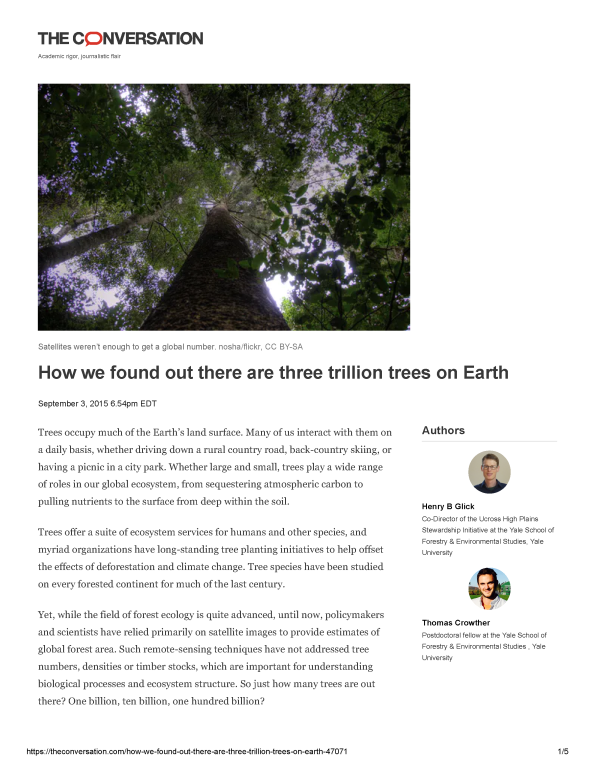 THE CONVERSATION
Academic rigor, journalistic flair
Satellites weren't enough to get a global number. nosha/flickr, CC BY-SA
How we found out there are three trillion trees on Earth
September 3, 2015 6.54pm EDT
Trees occupy much of the Earth's land surface. Many of us interact with them on
a daily basis, whether driving down a rural country road, back-country skiing, or
having a picnic in a city park. Whether large and small, trees play a wide range
of roles in our global ecosystem, from sequestering atmospheric carbon to
pulling nutrients to the surface from deep within the soil.
Trees offer a suite of ecosystem services for humans and other species, and
myriad organizations have long-standing tree planting initiatives to help offset
the effects of deforestation and climate change. Tree species have been studied
on every forested continent for much of the last century.
Yet, while the field of forest ecology is quite advanced, until now, policymakers
and scientists have relied primarily on satellite images to provide estimates of
global forest area. Such remote-sensing techniques have not addressed tree
numbers, densities or timber stocks, which are important for understanding
biological processes and ecosystem structure. So just how many trees are out
there? One billion, ten billion, one hundred billion?
Authors
Henry B Glick
Co-Director of the Ucross High Plains
Stewardship Initiative at the Yale School of
Forestry & Environmental Studies, Yale
University
Thomas Crowther
Postdoctoral fellow at the Yale School of
Forestry & Environmental Studies , Yale
University
https://theconversation.com/how-we-found-out-there-are-three-trillion-trees-on-earth-47071
1/5